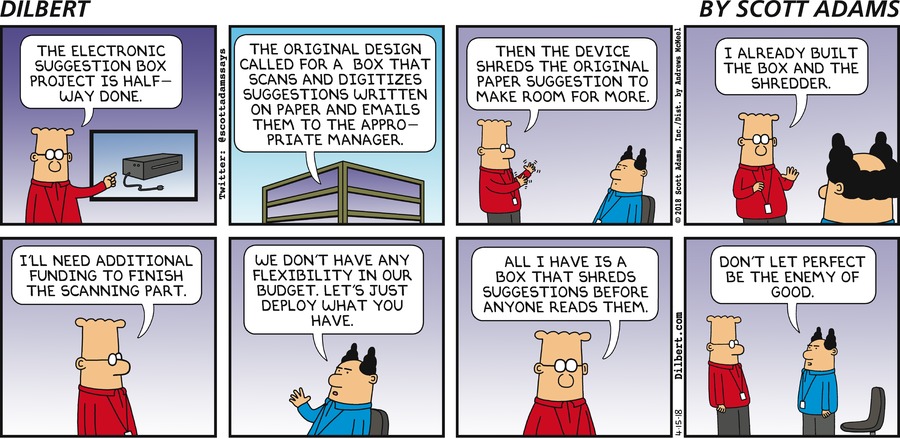 DILBERT
BY SCOTT ADAMS
THE ELECTRONIC
SUGGESTION BOX
PROJECT IS HALF-
WAY DONE.
Twitter: @scottadamssays
THE ORIGINAL DESIGN
CALLED FOR A BOX THAT
SCANS AND DIGITIZES
SUGGESTIONS WRITTEN
ON PAPER AND EMAILS
THEM TO THE APPRO-
PRIATE MANAGER.
THEN THE DEVICE
SHREDS THE ORIGINAL
PAPER SUGGESTION TO
MAKE ROOM FOR MORE.
© 2018 Scott Adams, Inc./Dist. by Andrews McMeel
I ALREADY BUILT
THE BOX AND THE
SHREDDER.
I'LL NEED ADDITIONAL
FUNDING TO FINISH
THE SCANNING PART.
WE DON'T HAVE ANY
FLEXIBILITY IN OUR
BUDGET. LET'S JUST
DEPLOY WHAT YOU
HAVE.
ALL I HAVE IS A
BOX THAT SHREDS
SUGGESTIONS BEFORE
ANYONE READS THEM.
4-15-18 Dilbert.com
DON'T LET PERFECT
BE THE ENEMY OF
GOOD.